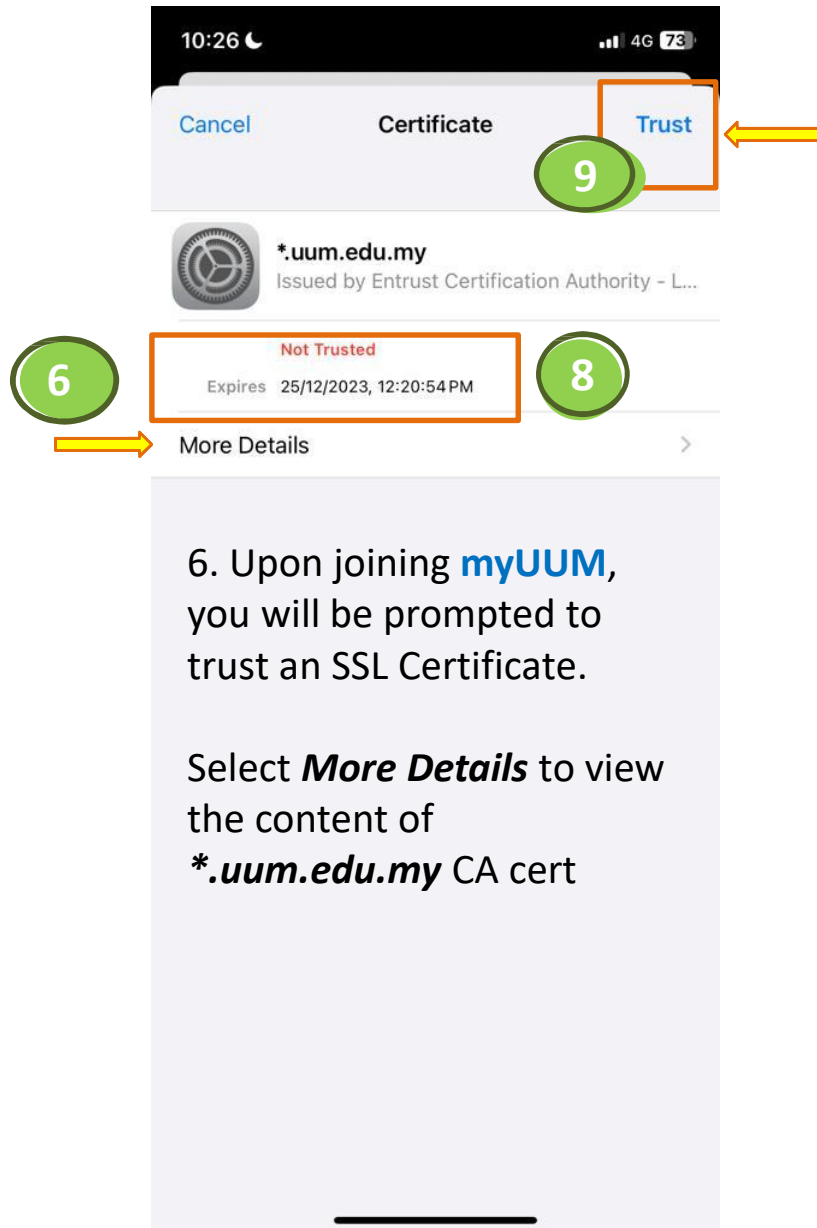 10:26 4G 73
Cancel Certificate Trust
9
*.uum.edu.my
Issued by Entrust Certification Authority - L...
Not Trusted
6 8
Expires 25/12/2023, 12:20:54 PM
More Details
6. Upon joining myUUM,
you will be prompted to
trust an SSL Certificate.
Select More Details to view
the content of
*.uum.edu.my CA cert